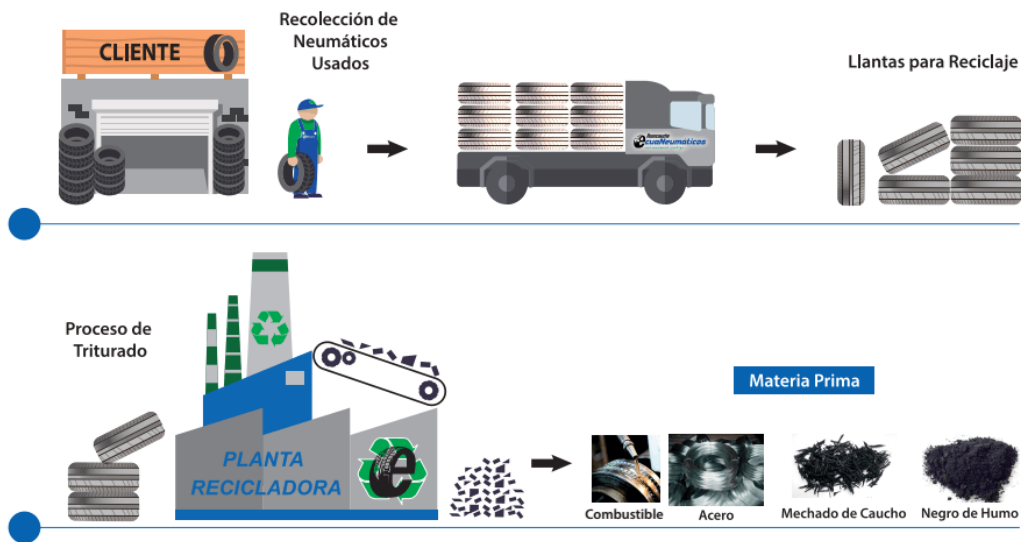 CLIENTE
Recolección de
Neumáticos
Usados
ecuaNeumaticos
Llantas para Reciclaje
Proceso de
Triturado
PLANTA
RECICLADORA
e
Materia Prima
Combustible
Acero
Mechado de Caucho
Negro de Humo